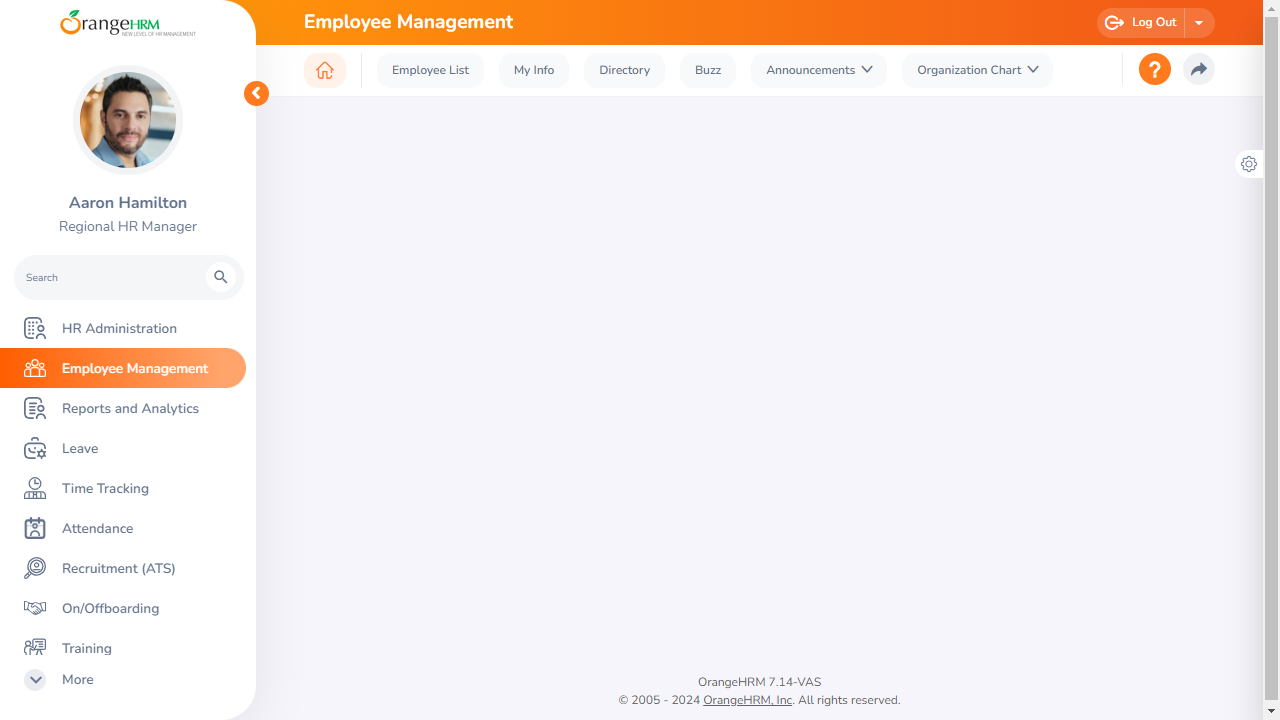 OrangeHRM
NEW LEVEL OF HR MANAGEMENT
Employee Management
Log Out
Employee List
My Info
Directory
Buzz
Announcements
Organization Chart
?
Aaron Hamilton
Regional HR Manager
Search
HR Administration
Employee Management
Reports and Analytics
Leave
Time Tracking
Attendance
Recruitment (ATS)
On/Offboarding
Training
More
OrangeHRM 7.14-VAS
© 2005 - 2024 OrangeHRM, Inc. All rights reserved.